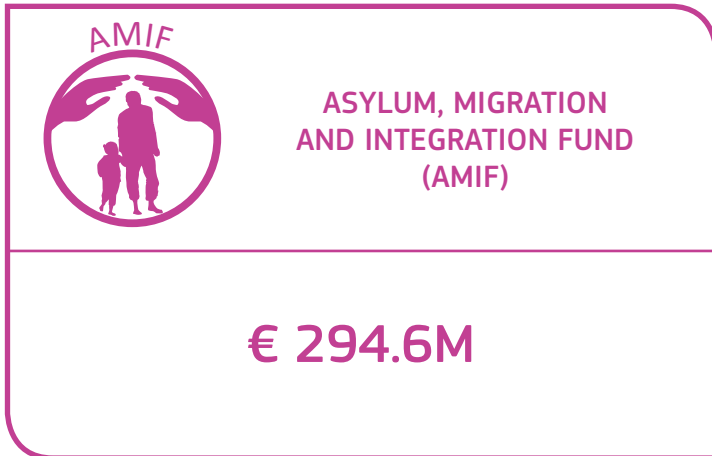 AMIF
ASYLUM, MIGRATION
AND INTEGRATION FUND
(AMIF)
€ 294.6M